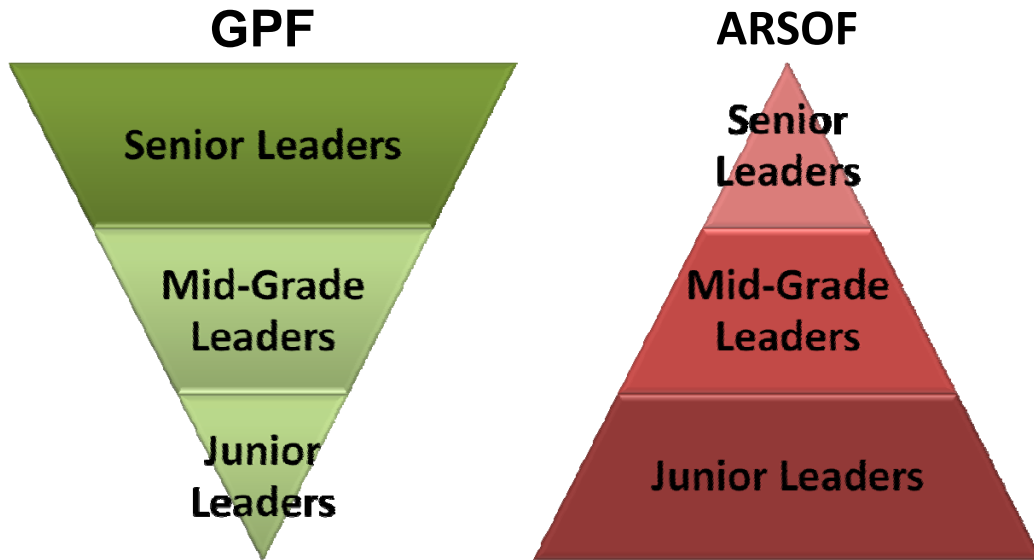 GPF
Senior Leaders
Mid-Grade
Leaders
Junior
Leaders
ARSOF
Senior
Leaders
Mid-Grade
Leaders
Junior Leaders